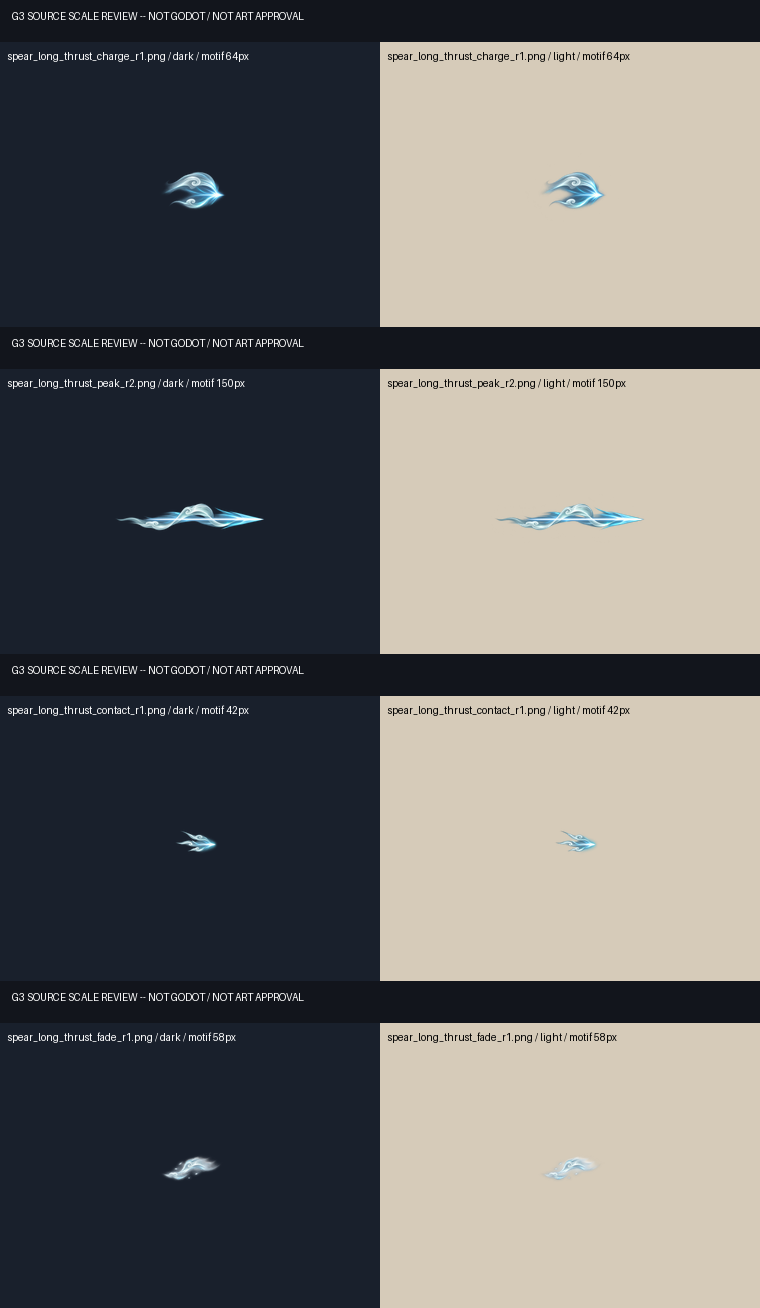 G3 SOURCE SCALE REVIEW -- NOT GODOT / NOT ART APPROVAL
spear_long_thrust_charge_r1.png / dark / motif 64px
spear_long_thrust_charge_r1.png / light / motif 64px
G3 SOURCE SCALE REVIEW -- NOT GODOT / NOT ART APPROVAL
spear_long_thrust_peak_r2.png / dark / motif 150px
spear_long_thrust_peak_r2.png / light / motif 150px
G3 SOURCE SCALE REVIEW -- NOT GODOT / NOT ART APPROVAL
spear_long_thrust_contact_r1.png / dark / motif 42px
spear_long_thrust_contact_r1.png / light / motif 42px
G3 SOURCE SCALE REVIEW -- NOT GODOT / NOT ART APPROVAL
spear_long_thrust_fade_r1.png / dark / motif 58px
spear_long_thrust_fade_r1.png / light / motif 58px